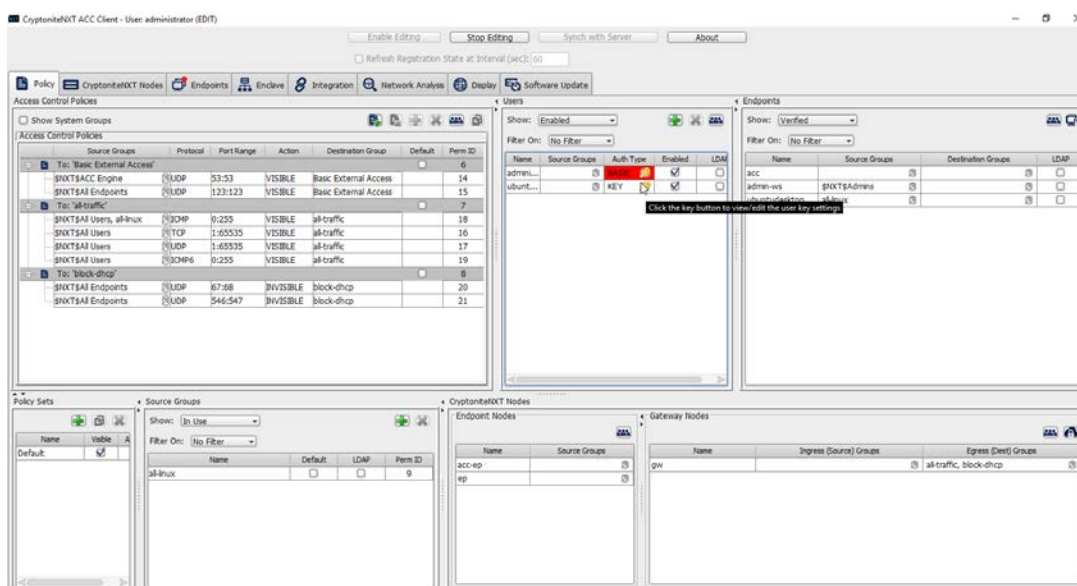 CryptoniteNXT ACC Client - User: administrator (EDIT)
Enable Editing Stop Editing Synch with Server About
Refresh Registration State at Interval (sec): 60
Policy CryptoniteNXT Nodes Endpoints Enclave Integration Network Analysis Display Software Update
Access Control Policies
Show System Groups
Access Control Policies
Source Groups Protocol Port Range Action Destination Group Default Perm ID
To: 'Basic External Access' 6
$NXT$ACC Engine UDP 53:53 VISIBLE Basic External Access 14
$NXT$All Endpoints UDP 123:123 VISIBLE Basic External Access 15
To: 'all-traffic' 7
$NXT$All Users, all-linux ICMP 0:255 VISIBLE all-traffic 18
$NXT$All Users TCP 1:65535 VISIBLE all-traffic 16
$NXT$All Users UDP 1:65535 VISIBLE all-traffic 17
$NXT$All Users ICMP6 0:255 VISIBLE all-traffic 19
To: 'block-dhcp' 8
$NXT$All Endpoints UDP 67:68 INVISIBLE block-dhcp 20
$NXT$All Endpoints UDP 546:547 INVISIBLE block-dhcp 21
Users
Show: Enabled
Filter On: No Filter
Name Source Groups Auth Type Enabled LDAP
admini... BASIC
ubunt... KEY
Click the key button to view/edit the user key settings
Endpoints
Show: Verified
Filter On: No Filter
Name Source Groups Destination Groups LDAP
acc
admin-ws $NXT$Admins
ubuntudesktop all-linux
Policy Sets
Name Visible A
Default
Source Groups
Show: In Use
Filter On: No Filter
Name Default LDAP Perm ID
all-linux 9
CryptoniteNXT Nodes
Endpoint Nodes
Name Source Groups
acc-ep
ep
Gateway Nodes
Name Ingress (Source) Groups Egress (Dest) Groups
gw all-traffic, block-dhcp